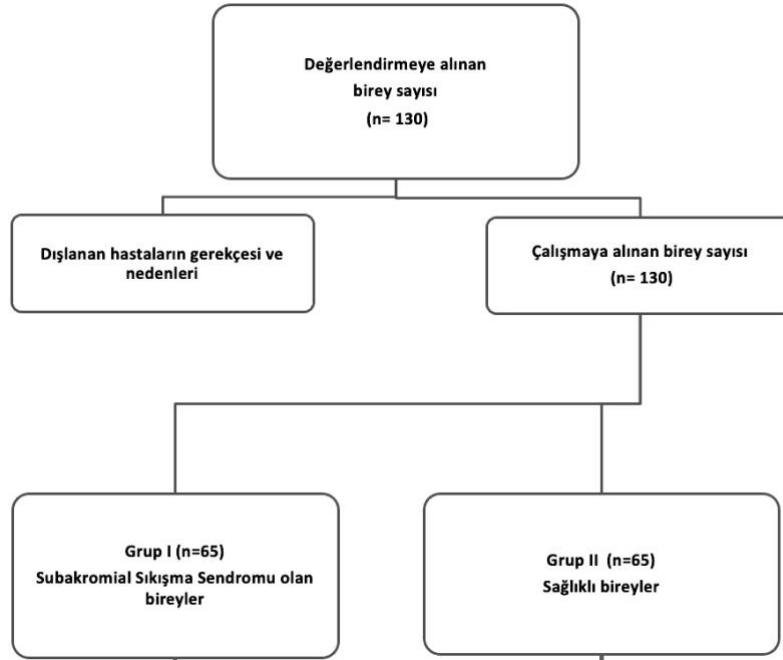 Değerlendirmeye alınan
birey sayısı
(n= 130)
Dışlanan hastaların gerekçesi ve
nedenleri
Çalışmaya alınan birey sayısı
(n= 130)
Grup I (n=65)
Subakromial Sıkışma Sendromu olan
bireyler
Grup II (n=65)
Sağlıklı bireyler